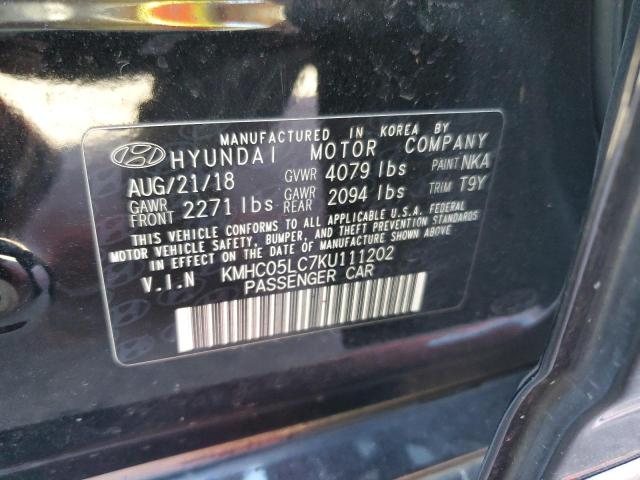 MANUFACTURED IN KOREA BY
HYUNDAI MOTOR COMPANY
AUG/21/18 GVWR 4079 lbs PAINT NKA
GAWR FRONT 2271 lbs GAWR REAR 2094 lbs TRIM T9Y
THIS VEHICLE CONFORMS TO ALL APPLICABLE U.S.A. FEDERAL
MOTOR VEHICLE SAFETY, BUMPER, AND THEFT PREVENTION STANDARDS
IN EFFECT ON THE DATE OF MANUFACTURE SHOWN ABOVE.
V.I.N KMHC05LC7KU111202
PASSENGER CAR